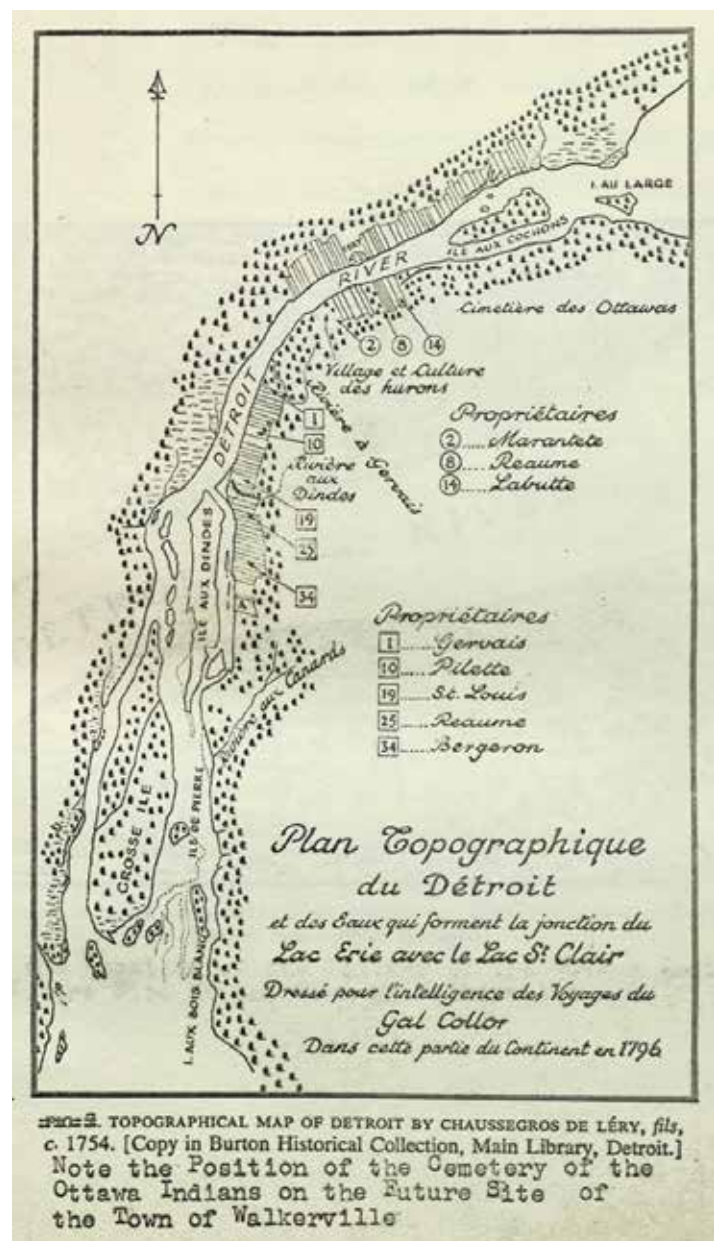 N
I. AU LARGE
ILE AUX COCHONS
FORT
DÉTROIT RIVER
Cimetière des Ottawas
2 8 14
Village et Culture
des hurons
Rivière à Gervais
1
10
Rivière
aux
Dindes
19
25
34
A
ILE AUX DINDES
Rivière aux Canards
GROSSE ILE
ILE DE PIERRE
I. AUX BOIS BLANC
Propriétaires
2.....Marantete
8.....Reaume
14.....Labutte
Propriétaires
1......Gervais
10......Pilette
19......St. Louis
25......Reaume
34......Bergeron
Plan Topographique
du Détroit
et des Eaux qui forment la jonction du
Lac Erie avec le Lac St Clair
Dressé pour l'intelligence des Voyages du
Gal Collor
Dans cette partie du Continent en 1796
TOPOGRAPHICAL MAP OF DETROIT BY CHAUSSEGROS DE LÉRY, fils,
c. 1754. [Copy in Burton Historical Collection, Main Library, Detroit.]
Note the Position of the Cemetery of the
Ottawa Indians on the Future Site of
the Town of Walkerville